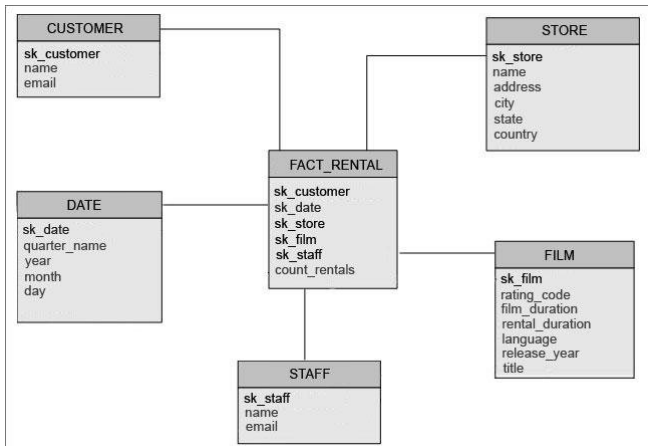 CUSTOMER
sk_customer
name
email
STORE
sk_store
name
address
city
state
country
FACT_RENTAL
sk_customer
sk_date
sk_store
sk_film
sk_staff
count_rentals
DATE
sk_date
quarter_name
year
month
day
FILM
sk_film
rating_code
film_duration
rental_duration
language
release_year
title
STAFF
sk_staff
name
email